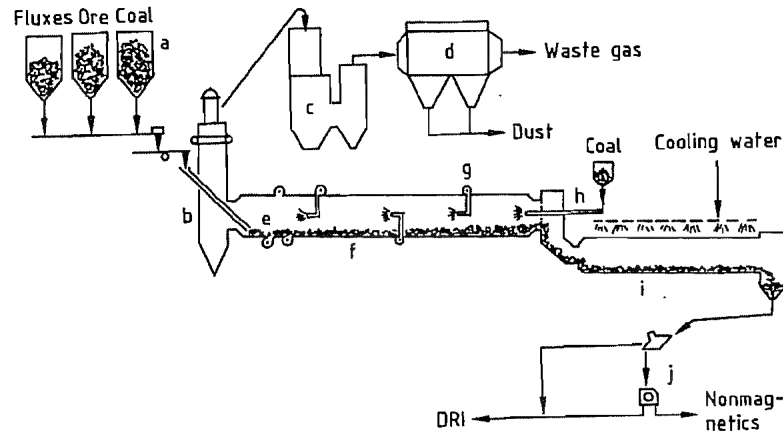 Fluxes Ore Coal
a
c
d
Waste gas
Dust
Coal
Cooling water
g
h
b
e
f
i
j
DRI
Nonmag-
netics